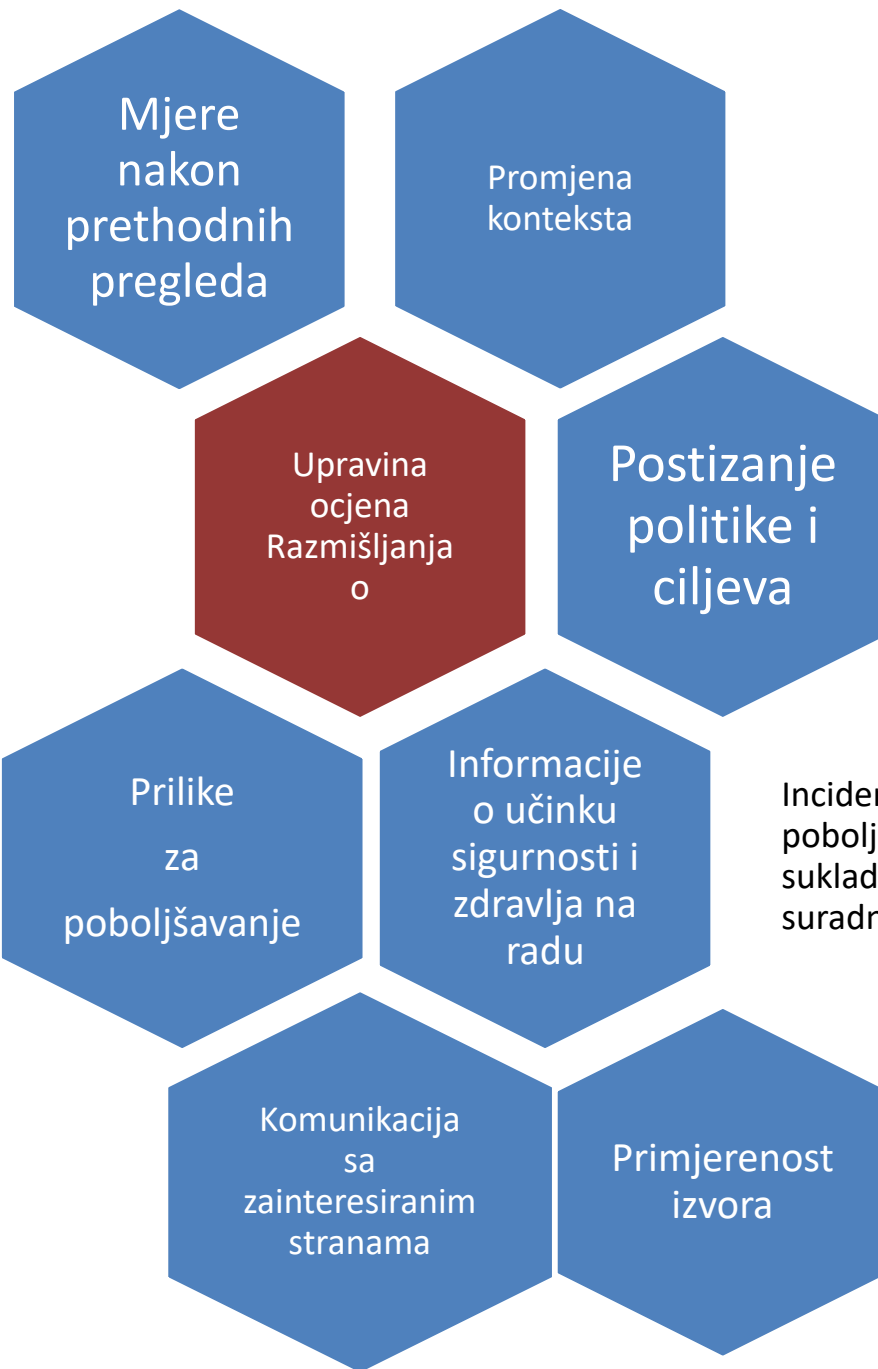 Mjere
nakon
prethodnih
pregleda
Promjena
konteksta
Upravina
ocjena
Razmišljanja
o
Postizanje
politike i
ciljeva
Prilike
za
poboljšavanje
Informacije
o učinku
sigurnosti i
zdravlja na
radu
Komunikacija
sa
zainteresiranim
stranama
Primjerenost
izvora